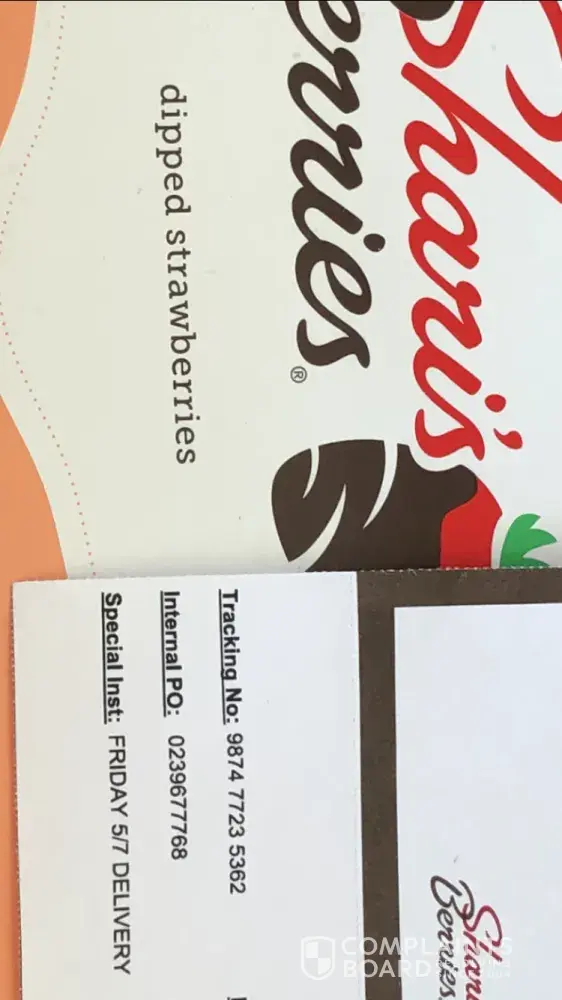 Shari's
erries®
dipped strawberries
Shari
Berries
Tracking No: 9874 7723 5362
Internal PO: 0239677768
Special Inst: FRIDAY 5/7 DELIVERY
COMPLAINTS
BOARD